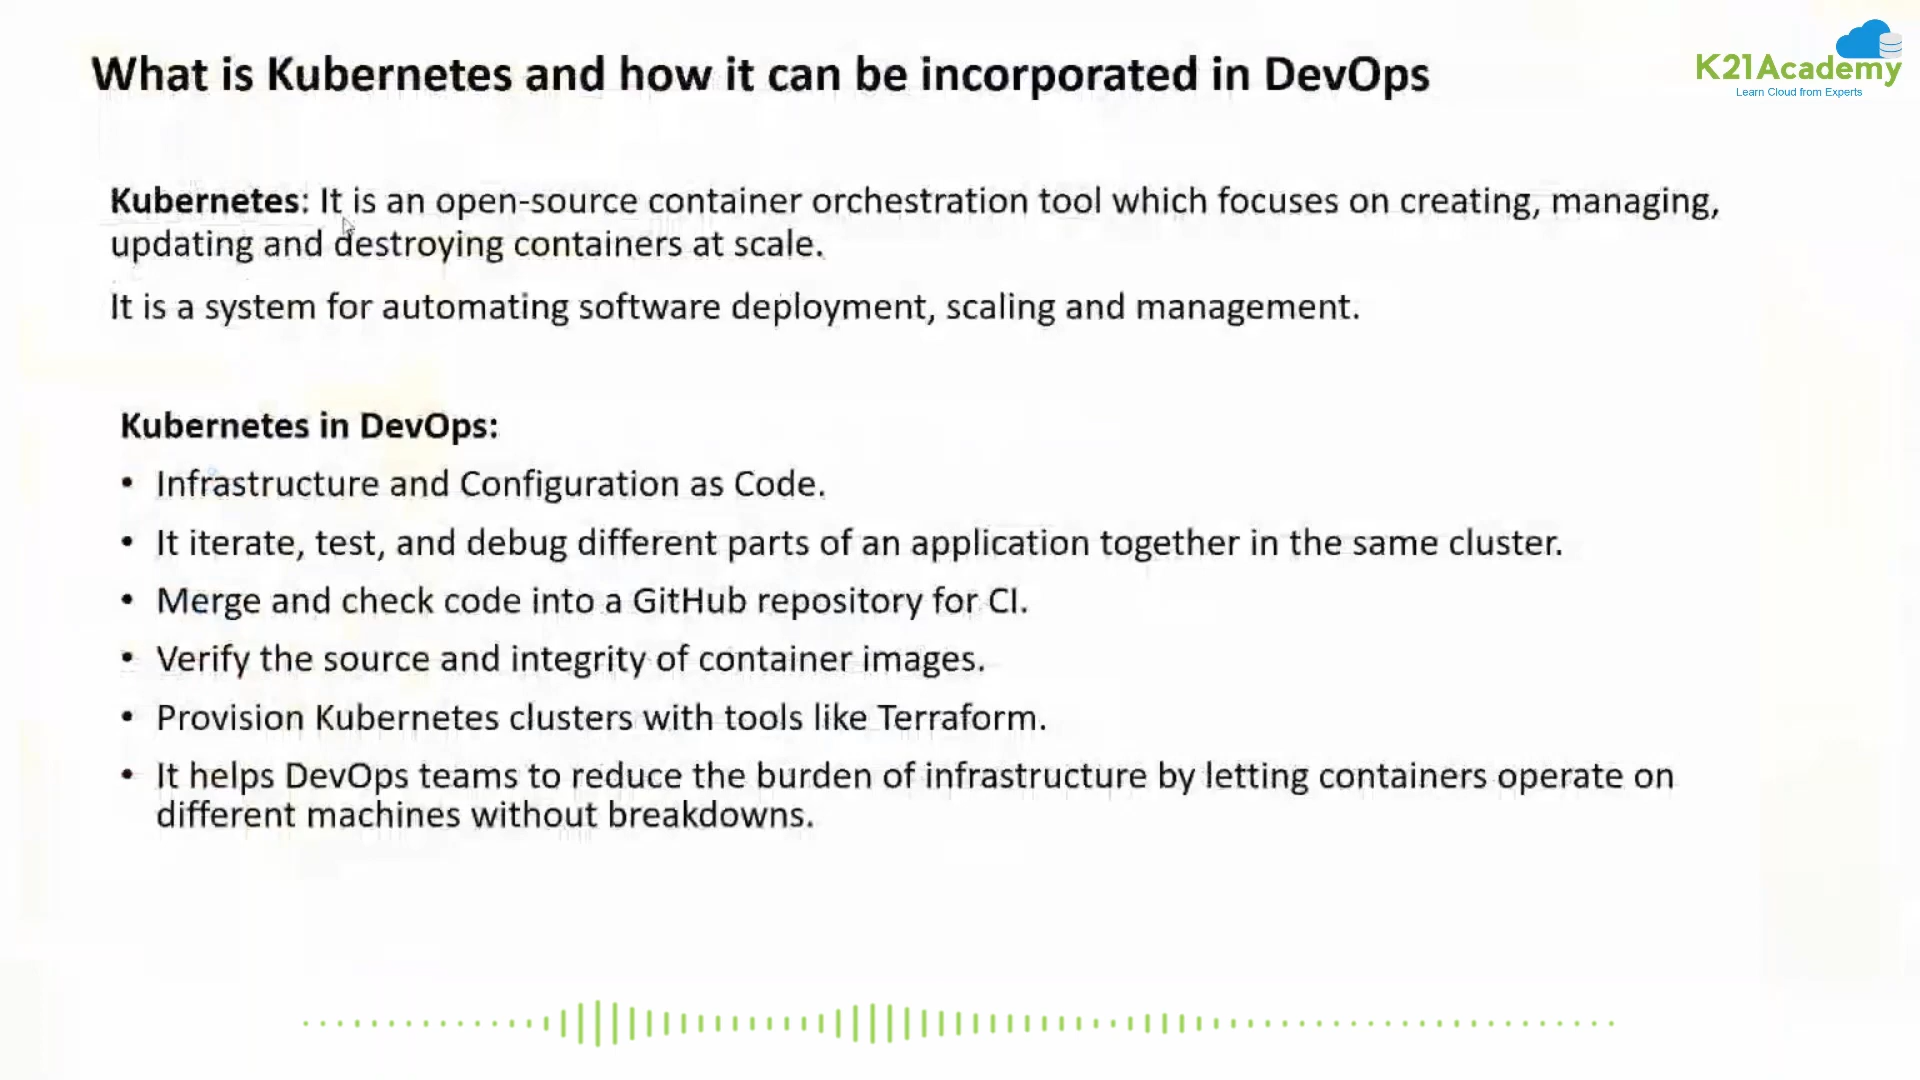 What is Kubernetes and how it can be incorporated in DevOps
K21Academy
Learn Cloud from Experts
Kubernetes: It is an open-source container orchestration tool which focuses on creating, managing,
updating and destroying containers at scale.
It is a system for automating software deployment, scaling and management.
Kubernetes in DevOps:
• Infrastructure and Configuration as Code.
• It iterate, test, and debug different parts of an application together in the same cluster.
• Merge and check code into a GitHub repository for CI.
• Verify the source and integrity of container images.
• Provision Kubernetes clusters with tools like Terraform.
• It helps DevOps teams to reduce the burden of infrastructure by letting containers operate on
different machines without breakdowns.